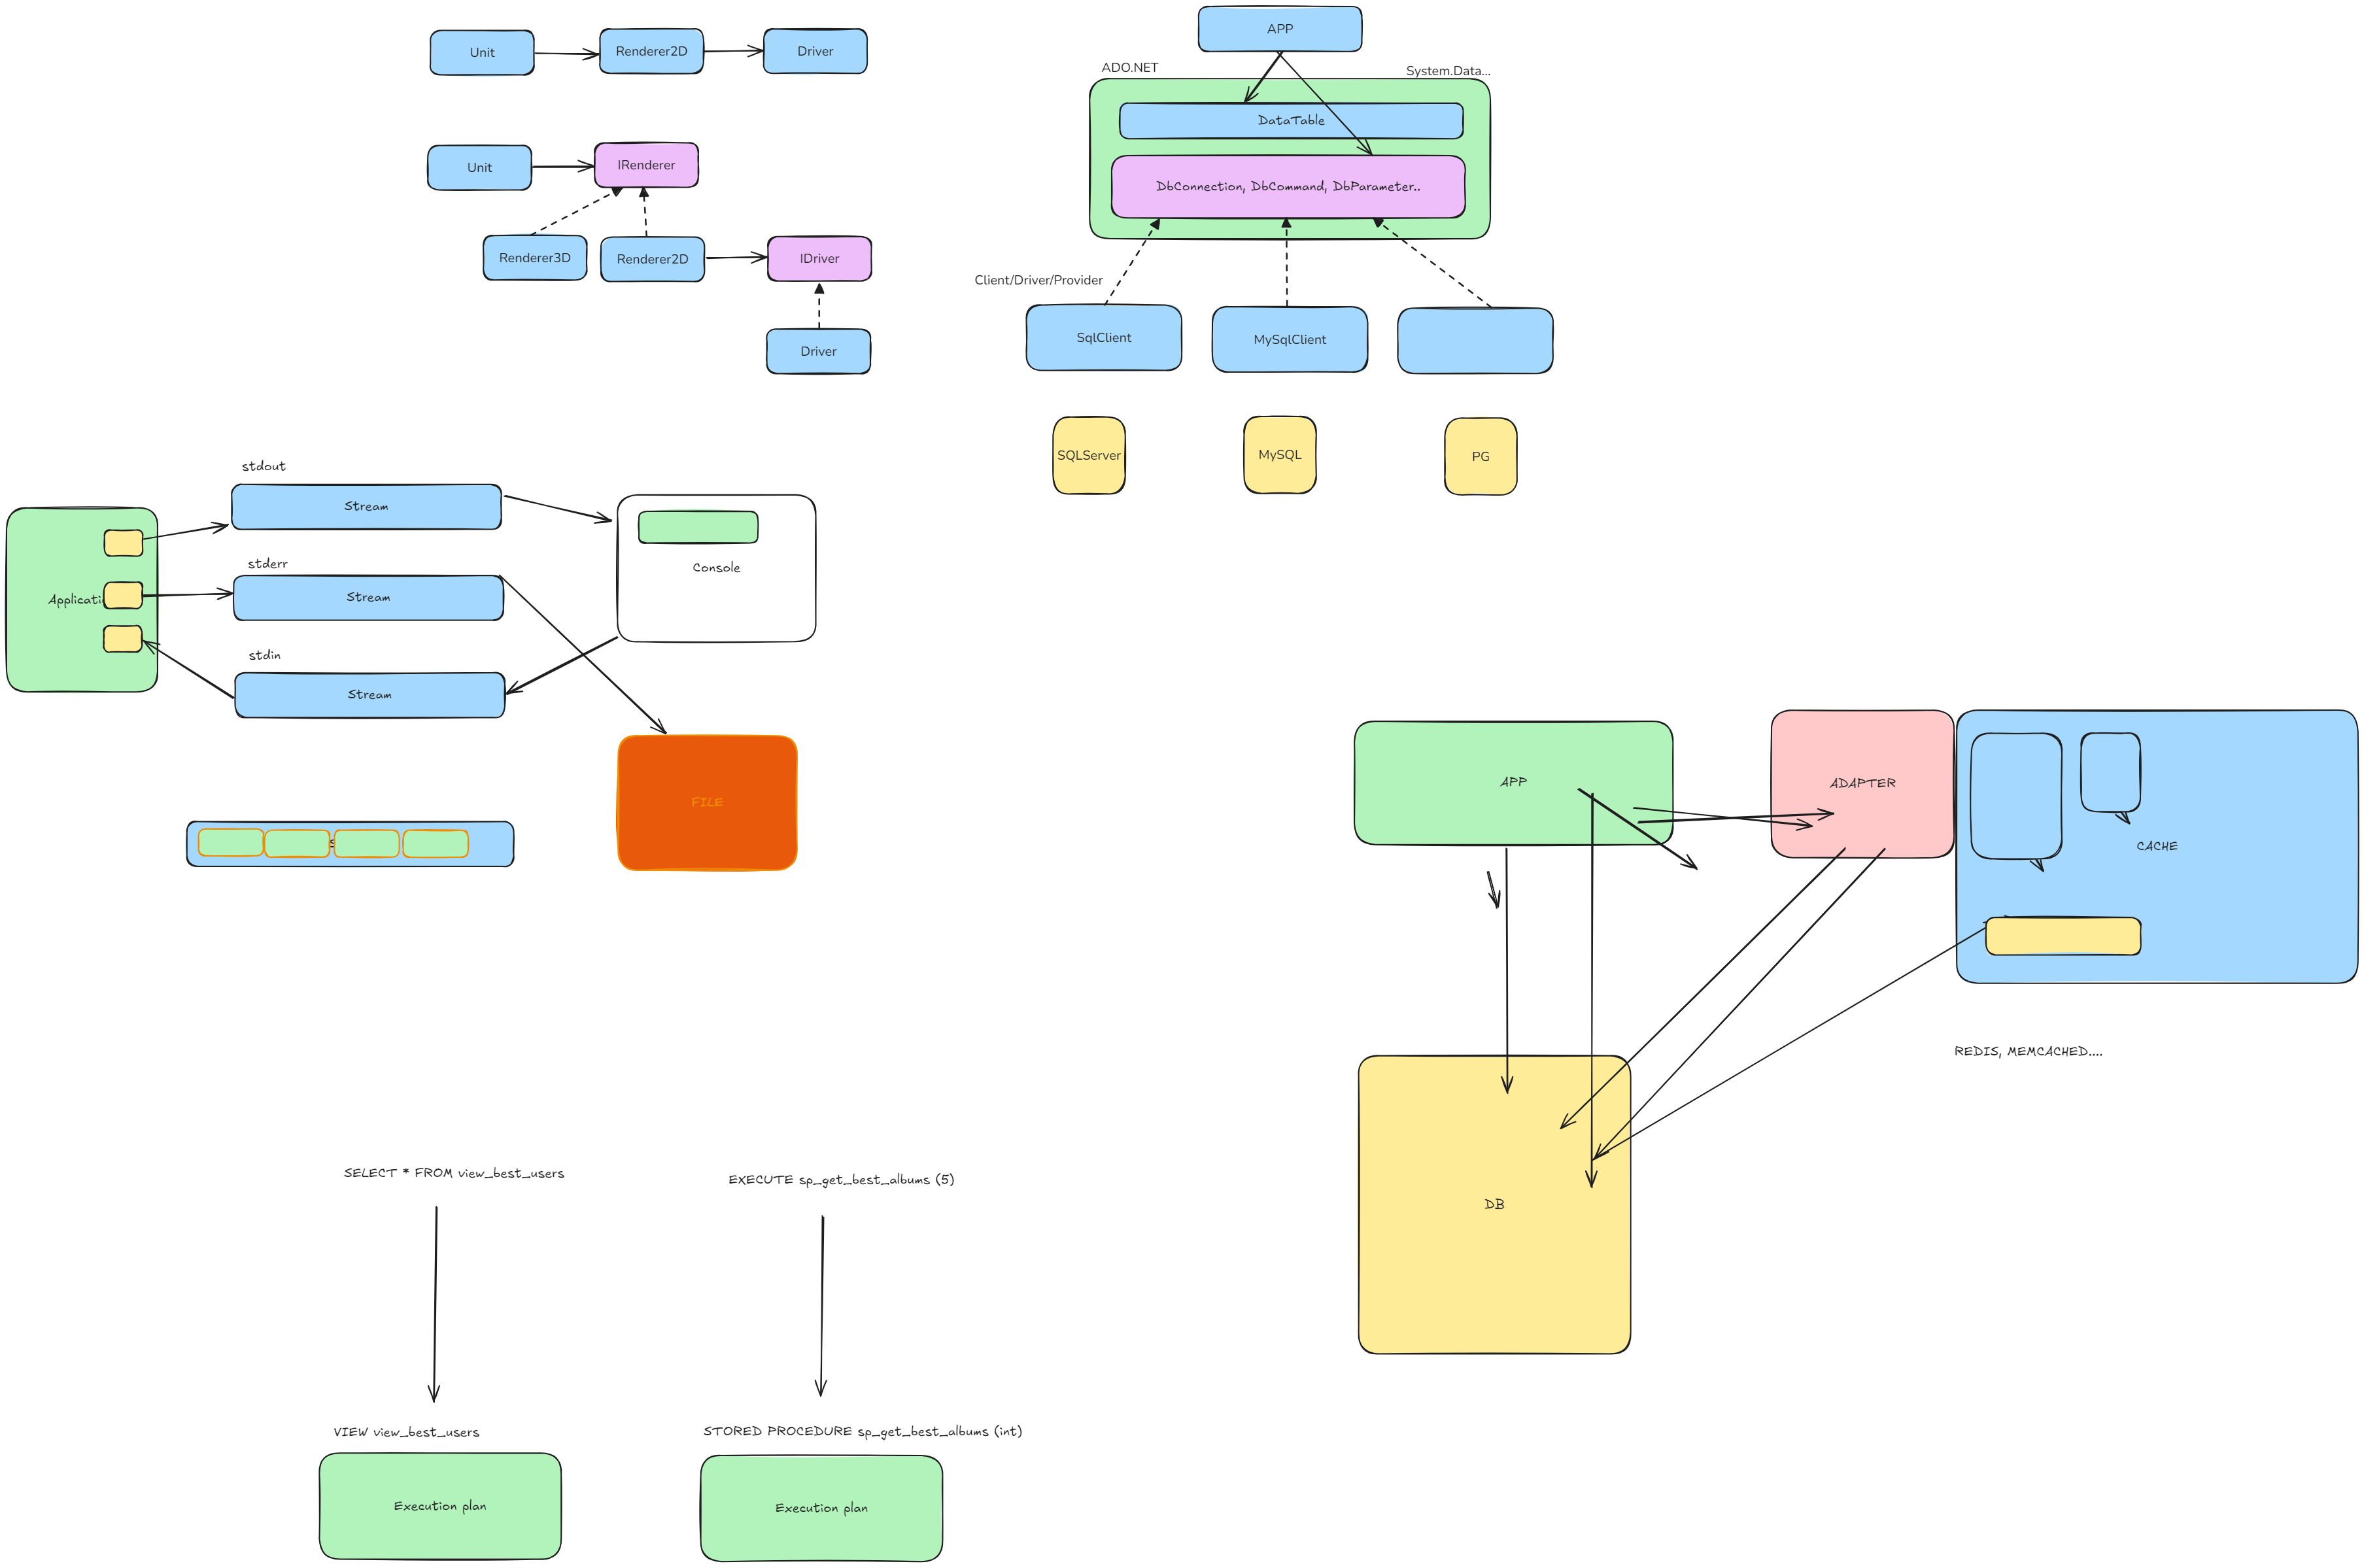 Unit
Renderer2D
Driver
Unit
IRenderer
Renderer3D
Renderer2D
IDriver
Driver
APP
ADO.NET
System.Data...
DataTable
DbConnection, DbCommand, DbParameter..
Client/Driver/Provider
SqlClient
MySqlClient
SQLServer
MySQL
PG
stdout
Stream
stderr
Stream
Applicati
stdin
Stream
Console
FILE
APP
ADAPTER
CACHE
DB
REDIS, MEMCACHED....
SELECT * FROM view_best_users
EXECUTE sp_get_best_albums (5)
VIEW view_best_users
STORED PROCEDURE sp_get_best_albums (int)
Execution plan
Execution plan